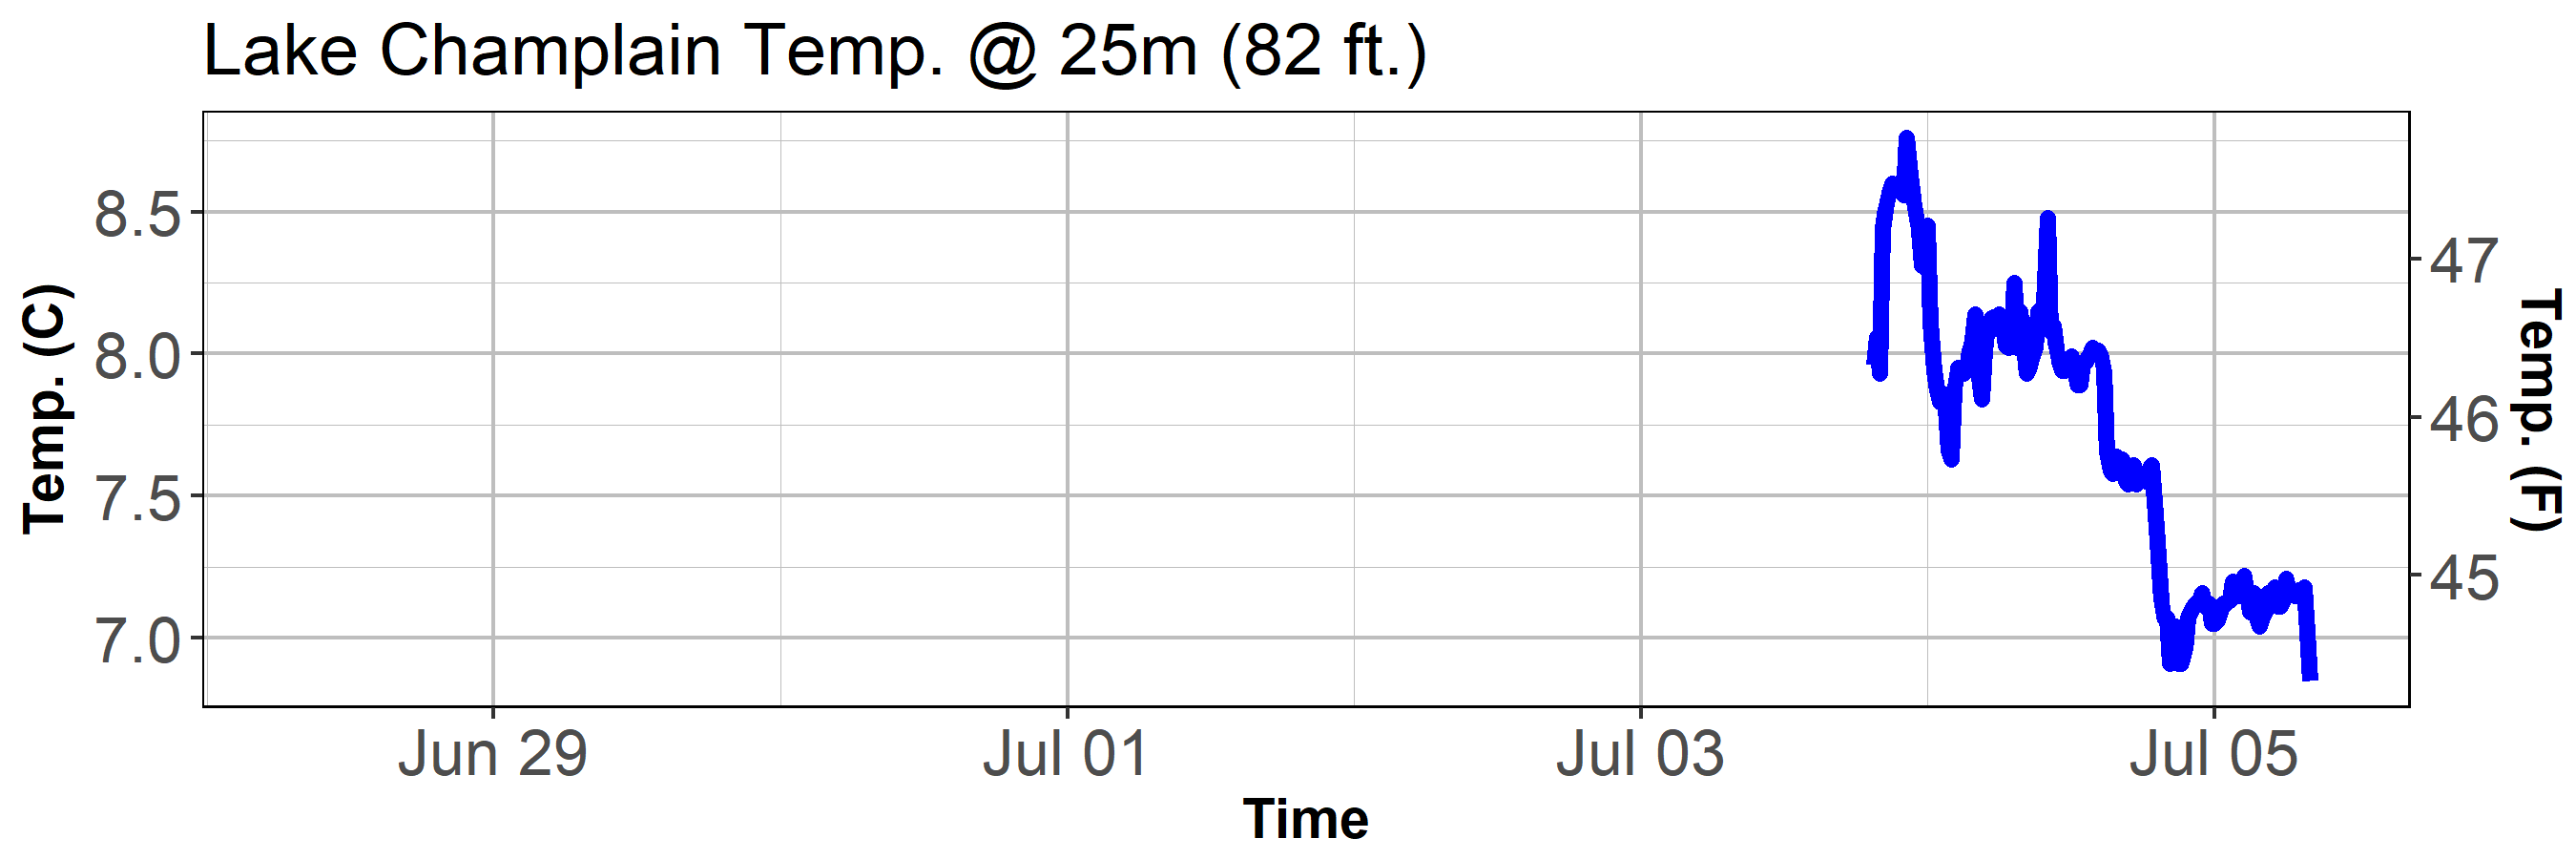 Lake Champlain Temp. @ 25m (82 ft.)
Temp. (C)
8.5
8.0
7.5
7.0
47
46
45
Temp. (F)
Jun 29
Jul 01
Jul 03
Jul 05
Time